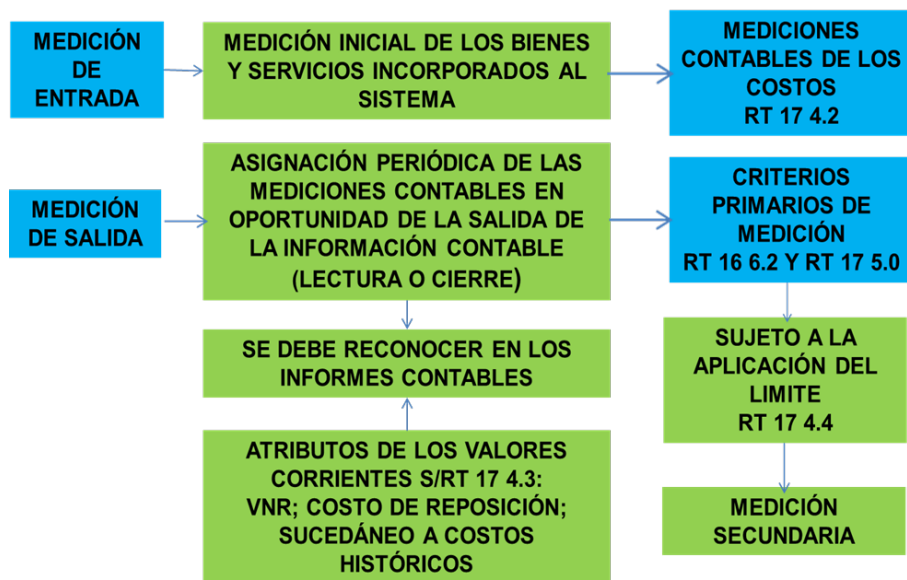 MEDICIÓN
DE
ENTRADA
MEDICIÓN INICIAL DE LOS BIENES
Y SERVICIOS INCORPORADOS AL
SISTEMA
MEDICIONES
CONTABLES DE LOS
COSTOS
RT 17 4.2
MEDICIÓN
DE SALIDA
ASIGNACIÓN PERIÓDICA DE LAS
MEDICIONES CONTABLES EN
OPORTUNIDAD DE LA SALIDA DE
LA INFORMACIÓN CONTABLE
(LECTURA O CIERRE)
CRITERIOS
PRIMARIOS DE
MEDICIÓN
RT 16 6.2 Y RT 17 5.0
SE DEBE RECONOCER EN LOS
INFORMES CONTABLES
SUJETO A LA
APLICACIÓN DEL
LIMITE
RT 17 4.4
ATRIBUTOS DE LOS VALORES
CORRIENTES S/RT 17 4.3:
VNR; COSTO DE REPOSICIÓN;
SUCEDÁNEO A COSTOS
HISTÓRICOS
MEDICIÓN
SECUNDARIA